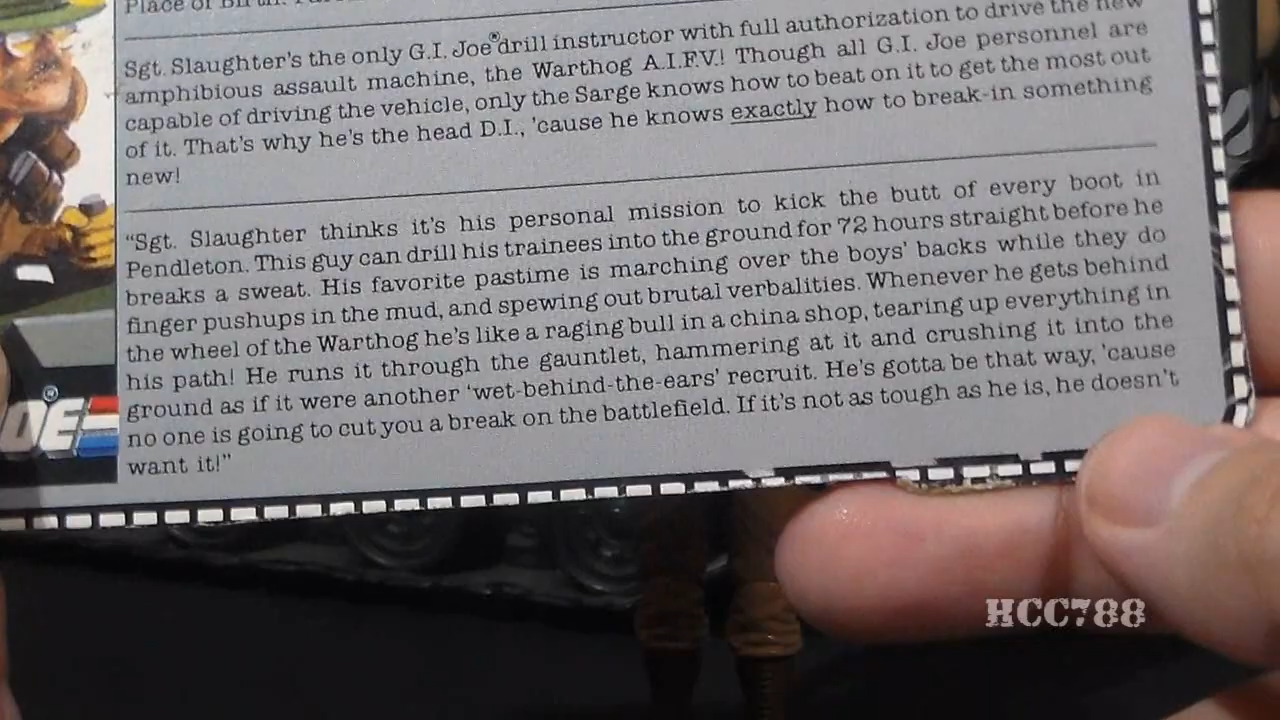 Place of Birth:
Sgt. Slaughter's the only G.I. Joe® drill instructor with full authorization to drive the new
amphibious assault machine, the Warthog A.I.F.V.! Though all G.I. Joe personnel are
capable of driving the vehicle, only the Sarge knows how to beat on it to get the most out
of it. That's why he's the head D.I., 'cause he knows exactly how to break-in something
new!
"Sgt. Slaughter thinks it's his personal mission to kick the butt of every boot in
Pendleton. This guy can drill his trainees into the ground for 72 hours straight before he
breaks a sweat. His favorite pastime is marching over the boys' backs while they do
finger pushups in the mud, and spewing out brutal verbalities. Whenever he gets behind
the wheel of the Warthog he's like a raging bull in a china shop, tearing up everything in
his path! He runs it through the gauntlet, hammering at it and crushing it into the
ground as if it were another 'wet-behind-the-ears' recruit. He's gotta be that way, 'cause
no one is going to cut you a break on the battlefield. If it's not as tough as he is, he doesn't
want it!"
OE®
HCC788